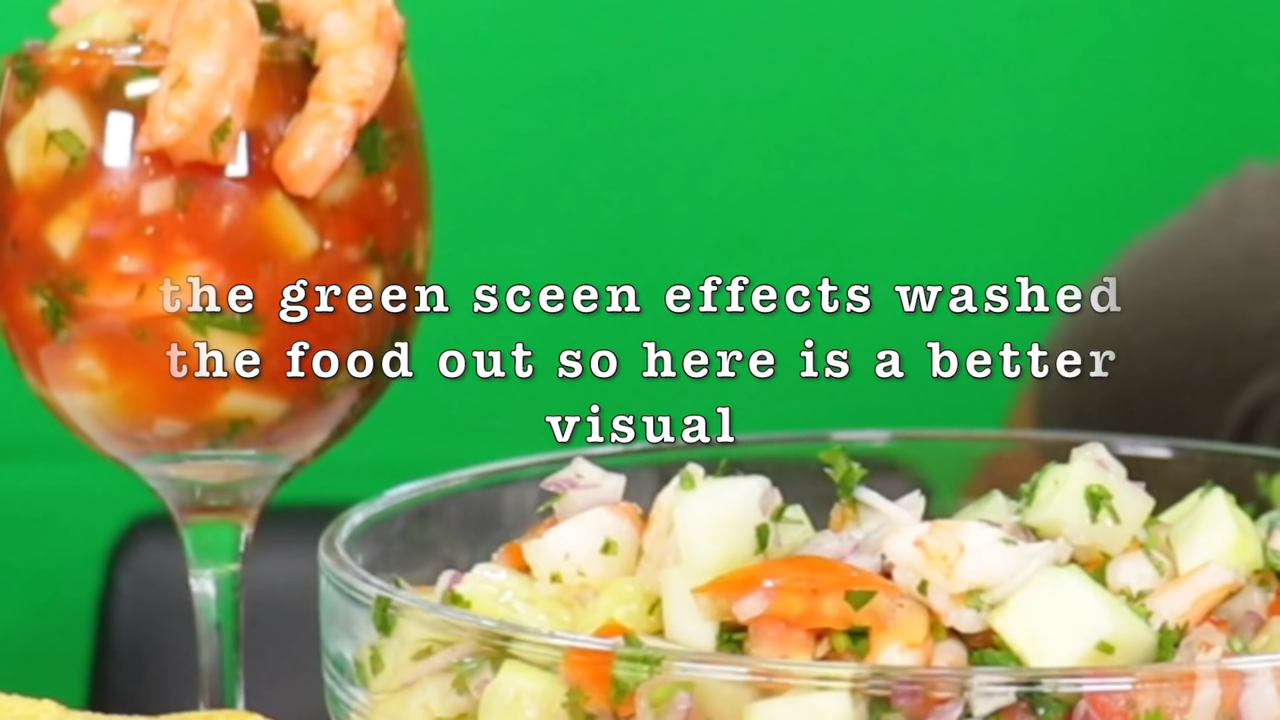 the green sceen effects washed
the food out so here is a better
visual